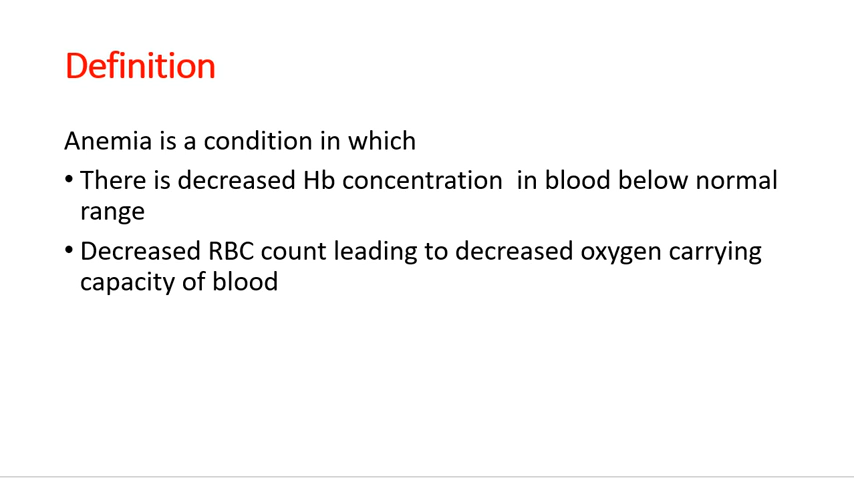 Definition
Anemia is a condition in which
• There is decreased Hb concentration  in blood below normal
range
• Decreased RBC count leading to decreased oxygen carrying
capacity of blood